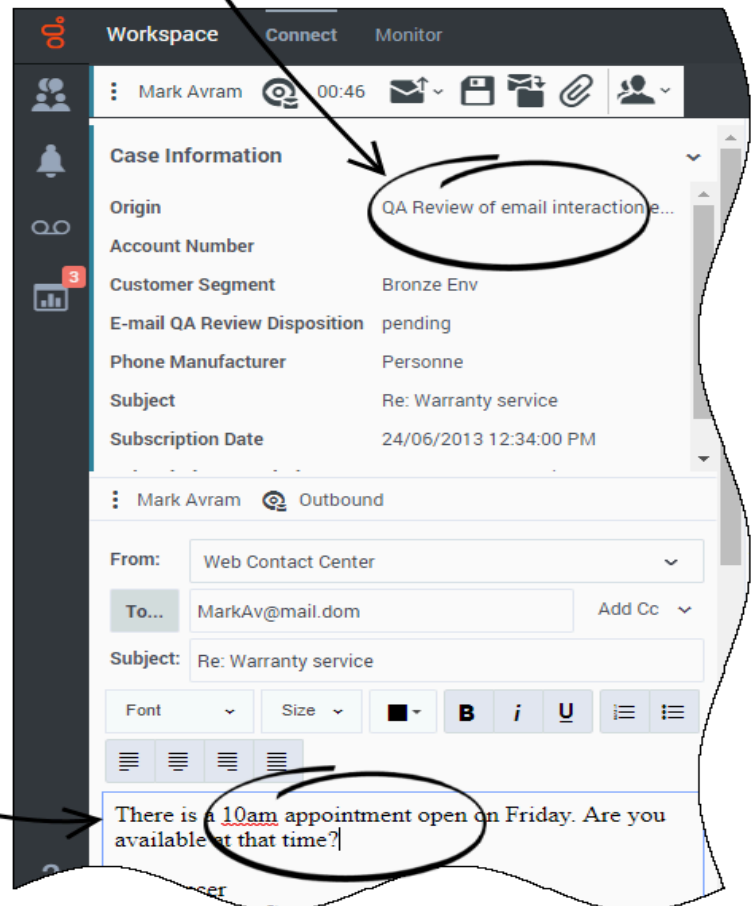 Workspace Connect Monitor
Mark Avram 00:46
Case Information
Origin QA Review of email interaction e...
Account Number
3
Customer Segment Bronze Env
E-mail QA Review Disposition pending
Phone Manufacturer Personne
Subject Re: Warranty service
Subscription Date 24/06/2013 12:34:00 PM
Mark Avram Outbound
From: Web Contact Center
To... MarkAv@mail.dom Add Cc
Subject: Re: Warranty service
Font Size B i U
There is a 10am appointment open on Friday. Are you
available at that time?